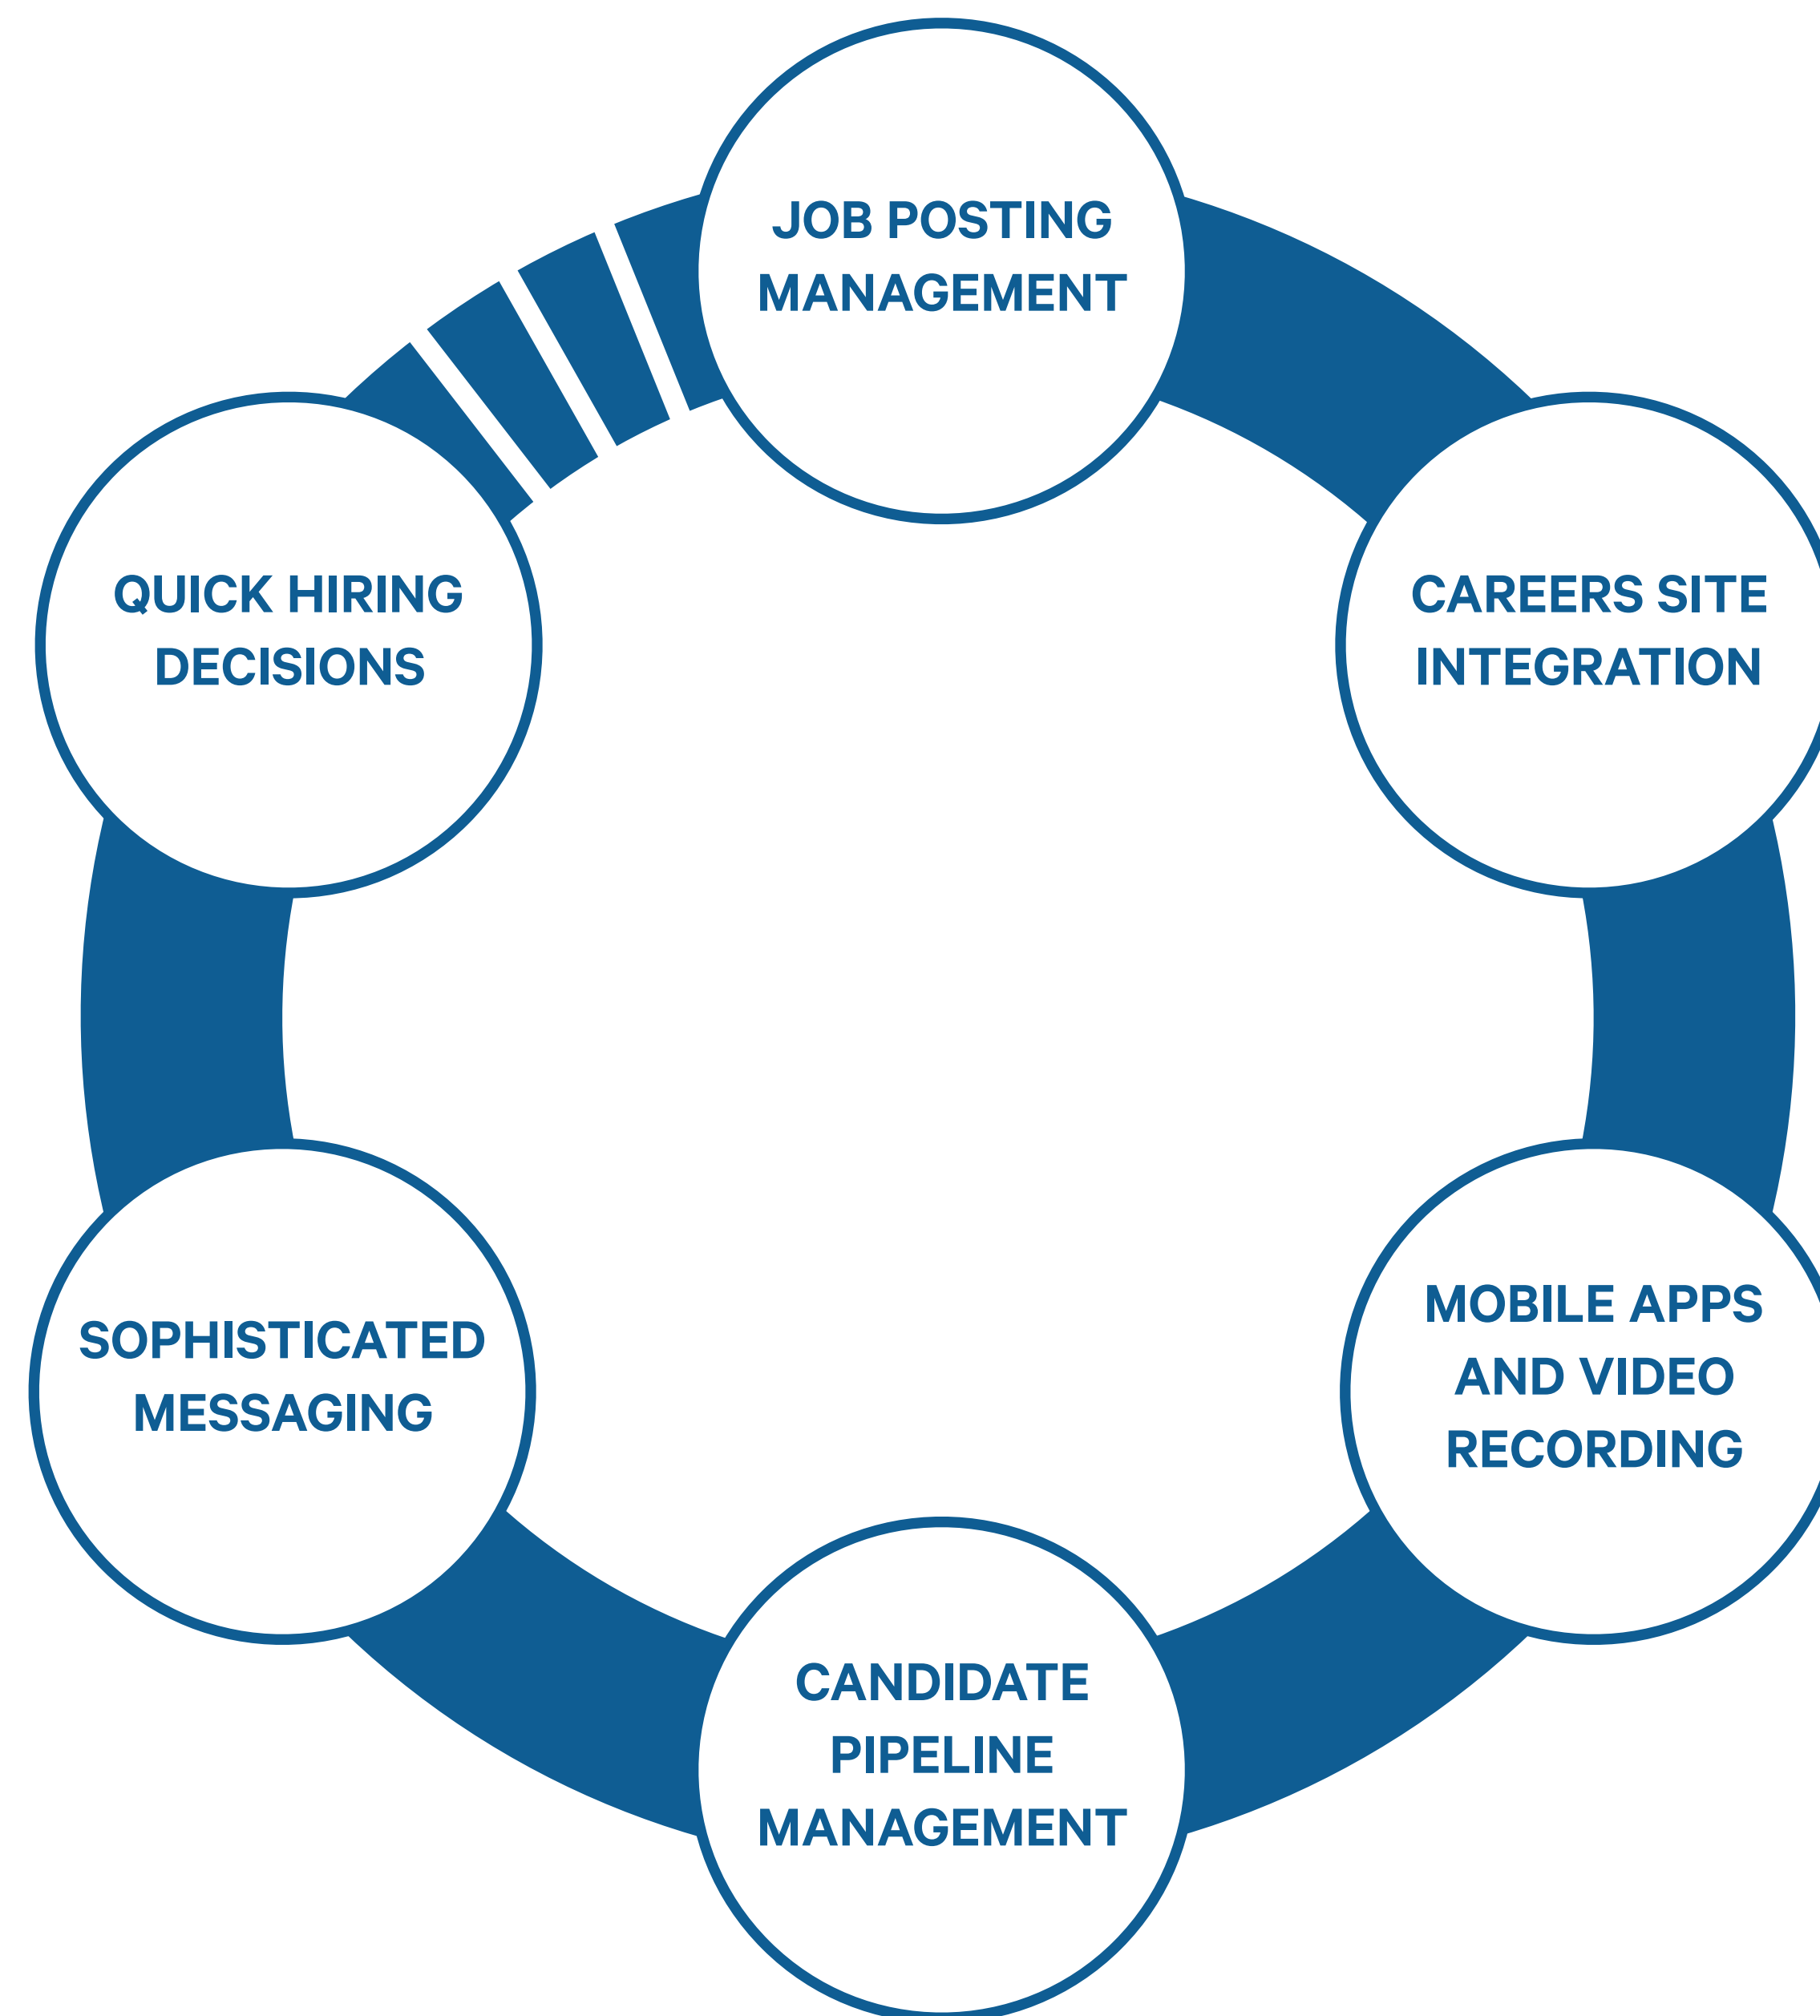 JOB POSTING
MANAGEMENT
CAREERS SITE
INTEGRATION
MOBILE APPS
AND VIDEO
RECORDING
CANDIDATE
PIPELINE
MANAGEMENT
SOPHISTICATED
MESSAGING
QUICK HIRING
DECISIONS